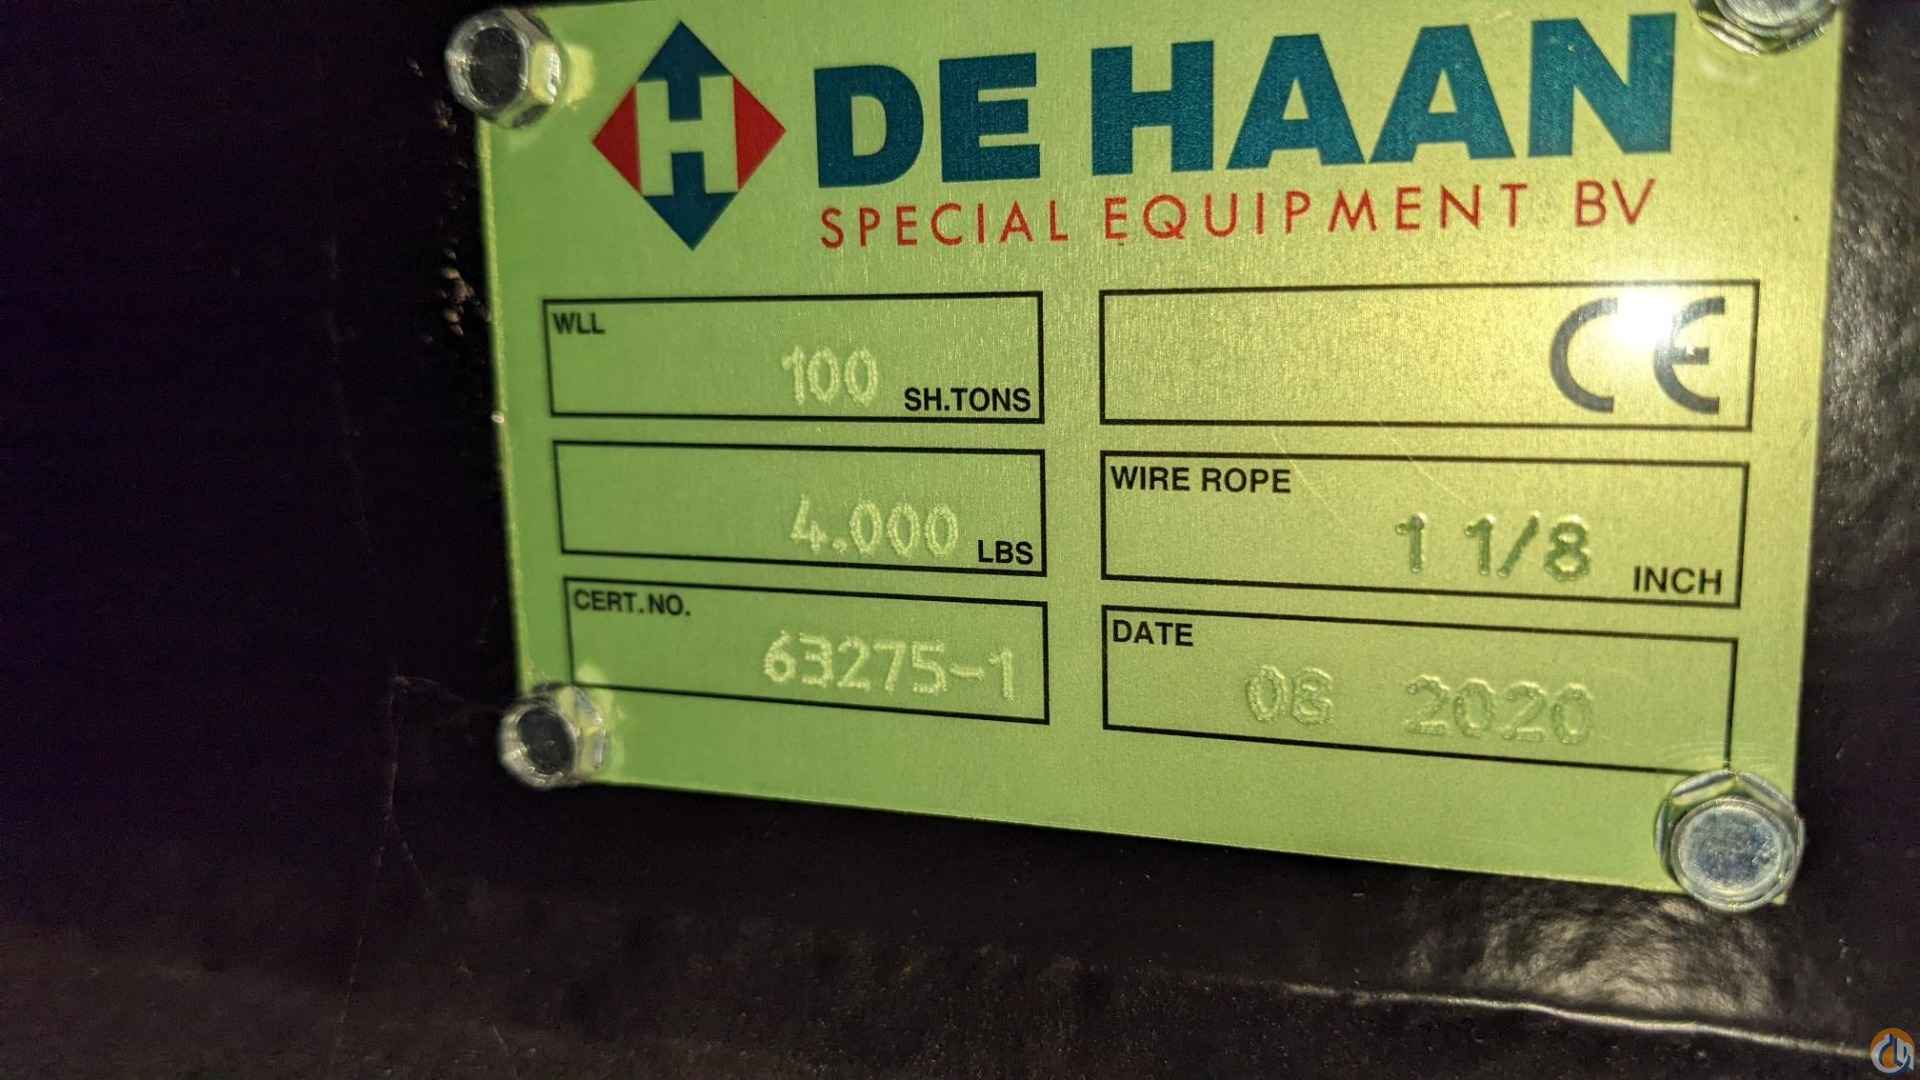 H DE HAAN
SPECIAL EQUIPMENT BV
WLL
100 SH.TONS
CE
4.000 LBS
WIRE ROPE
1 1/8 INCH
CERT.NO.
63275-1
DATE
08 2020